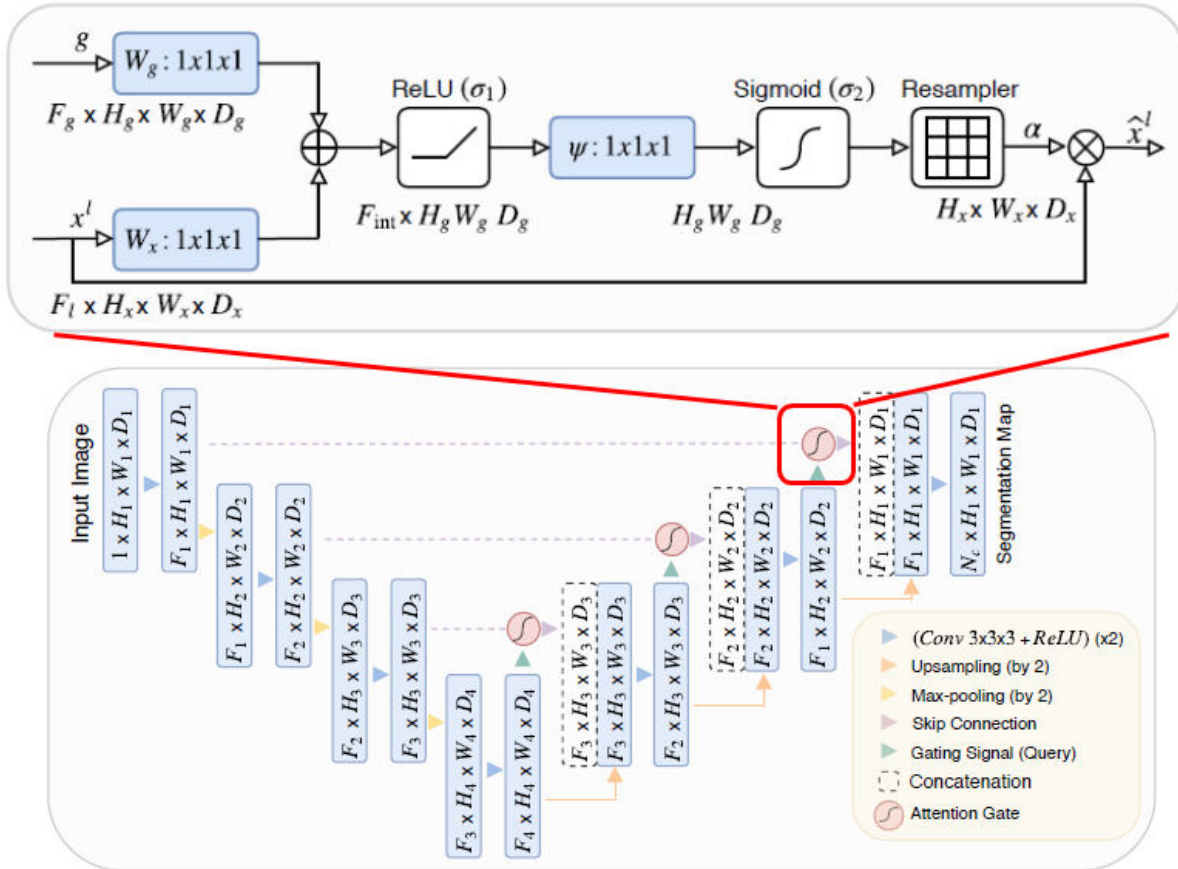 g
W_g : 1x1x1
F_g x H_g x W_g x D_g
ReLU (σ_1)
Sigmoid (σ_2)
Resampler
ψ : 1x1x1
α
x̂^l
F_int x H_g W_g D_g
H_g W_g D_g
H_x x W_x x D_x
x^l
W_x : 1x1x1
F_l x H_x x W_x x D_x
Input Image
1 x H_1 x W_1 x D_1
F_1 x H_1 x W_1 x D_1
F_1 x H_2 x W_2 x D_2
F_2 x H_2 x W_2 x D_2
F_2 x H_3 x W_3 x D_3
F_3 x H_3 x W_3 x D_3
F_3 x H_4 x W_4 x D_4
F_4 x H_4 x W_4 x D_4
F_3 x H_3 x W_3 x D_3
F_3 x H_3 x W_3 x D_3
F_2 x H_3 x W_3 x D_3
F_2 x H_2 x W_2 x D_2
F_2 x H_2 x W_2 x D_2
F_1 x H_2 x W_2 x D_2
F_1 x H_1 x W_1 x D_1
F_1 x H_1 x W_1 x D_1
N_c x H_1 x W_1 x D_1
Segmentation Map
(Conv 3x3x3 + ReLU) (x2)
Upsampling (by 2)
Max-pooling (by 2)
Skip Connection
Gating Signal (Query)
Concatenation
Attention Gate